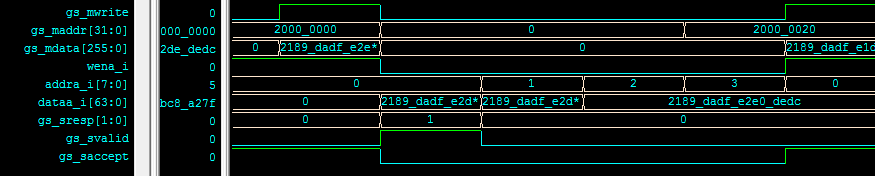 gs_mwrite 0
gs_maddr[31:0] 000_0000 2000_0000 0 2000_0020
gs_mdata[255:0] 2de_dedc 0 2189_dadf_e2e* 0 2189_dadf_e1d
wena_i 0
addra_i[7:0] 5 0 1 2 3 0
dataa_i[63:0] bc8_a27f 0 2189_dadf_e2d* 2189_dadf_e2d* 2189_dadf_e2e0_dedc
gs_sresp[1:0] 0 0 1 0
gs_svalid 0
gs_saccept 0